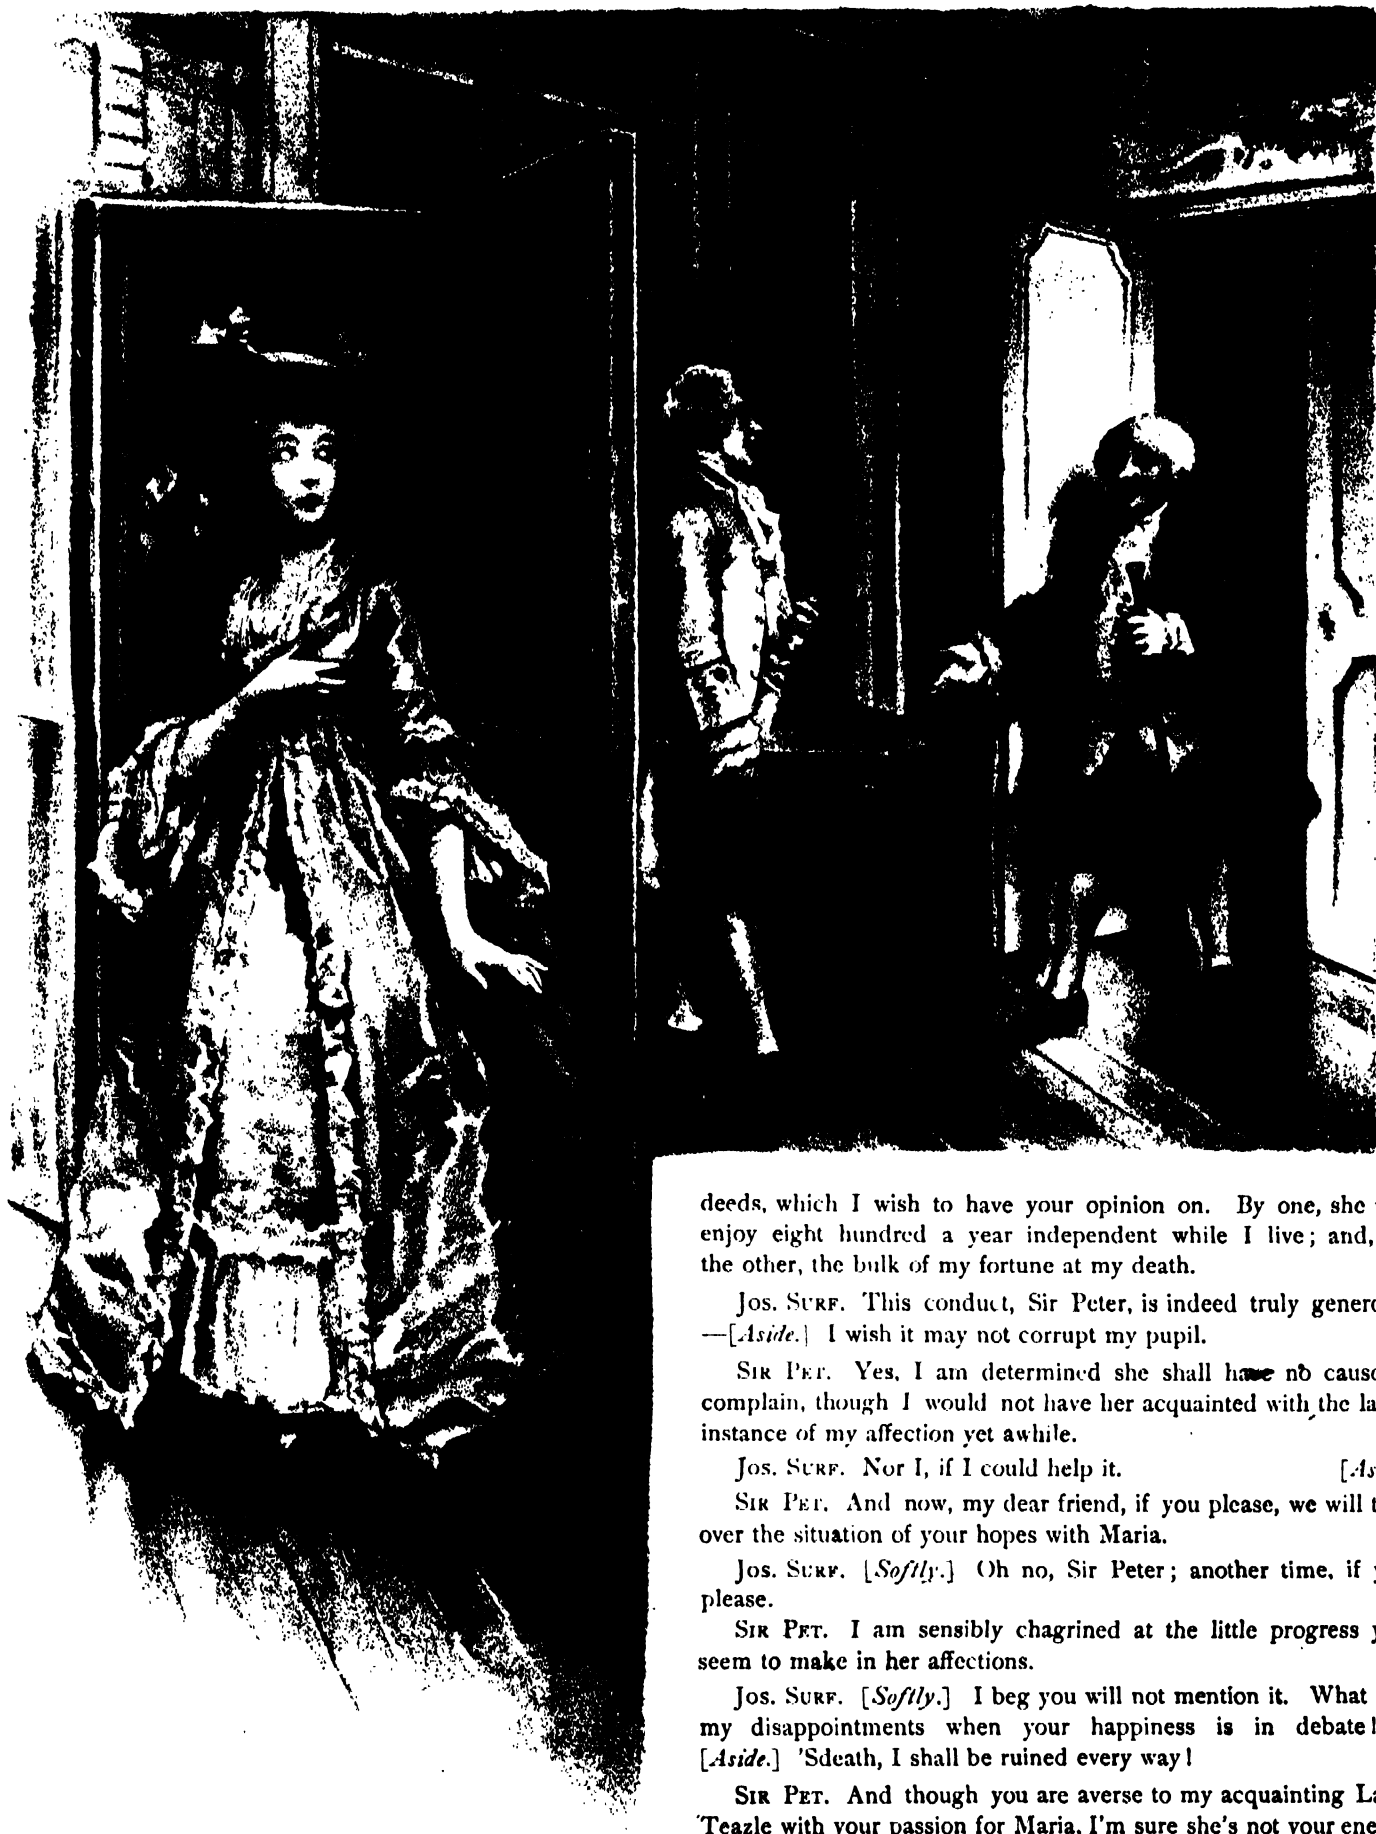 deeds, which I wish to have your opinion on. By one, she
enjoy eight hundred a year independent while I live; and,
the other, the bulk of my fortune at my death.
Jos. Surf. This conduct, Sir Peter, is indeed truly genero
—[Aside.] I wish it may not corrupt my pupil.
Sir Pet. Yes, I am determined she shall have no cause
complain, though I would not have her acquainted with the la
instance of my affection yet awhile.
Jos. Surf. Nor I, if I could help it. [As
Sir Pet. And now, my dear friend, if you please, we will t
over the situation of your hopes with Maria.
Jos. Surf. [Softly.] Oh no, Sir Peter; another time, if y
please.
Sir Pet. I am sensibly chagrined at the little progress y
seem to make in her affections.
Jos. Surf. [Softly.] I beg you will not mention it. What
my disappointments when your happiness is in debate!
[Aside.] 'Sdeath, I shall be ruined every way!
Sir Pet. And though you are averse to my acquainting La
Teazle with your passion for Maria, I'm sure she's not your ene